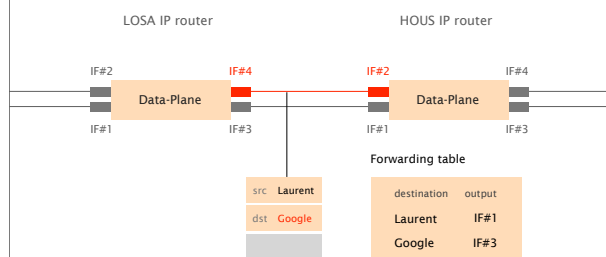 LOSA IP router
HOUS IP router
IF#2
IF#4
IF#2
IF#4
Data-Plane
Data-Plane
IF#1
IF#3
IF#1
IF#3
Forwarding table
src Laurent
destination output
dst Google
Laurent IF#1
Google IF#3